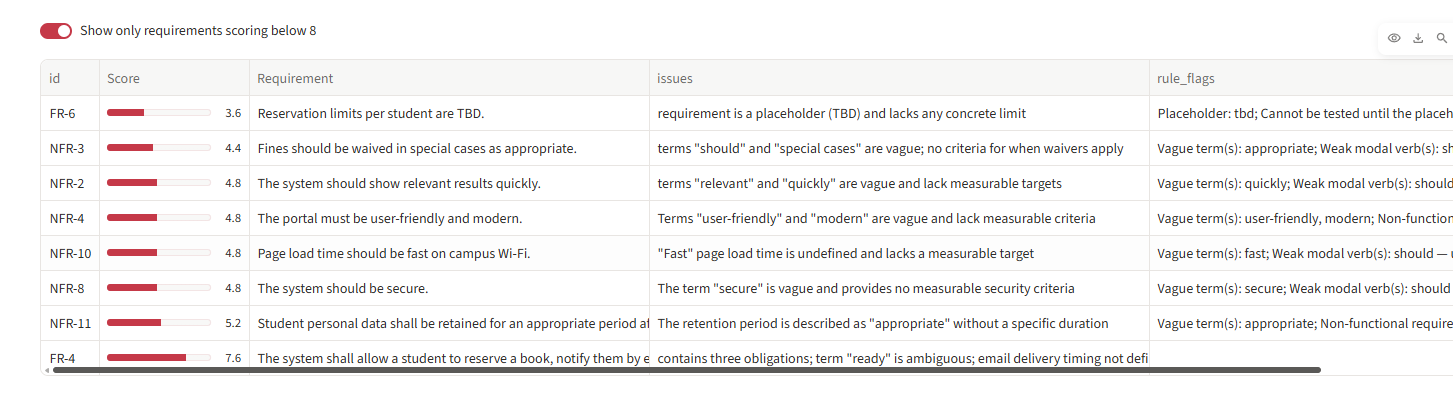 Show only requirements scoring below 8
id Score Requirement issues rule_flags
FR-6 3.6 Reservation limits per student are TBD. requirement is a placeholder (TBD) and lacks any concrete limit Placeholder: tbd; Cannot be tested until the placeh
NFR-3 4.4 Fines should be waived in special cases as appropriate. terms "should" and "special cases" are vague; no criteria for when waivers apply Vague term(s): appropriate; Weak modal verb(s): sh
NFR-2 4.8 The system should show relevant results quickly. terms "relevant" and "quickly" are vague and lack measurable targets Vague term(s): quickly; Weak modal verb(s): should
NFR-4 4.8 The portal must be user-friendly and modern. Terms "user-friendly" and "modern" are vague and lack measurable criteria Vague term(s): user-friendly, modern; Non-function
NFR-10 4.8 Page load time should be fast on campus Wi-Fi. "Fast" page load time is undefined and lacks a measurable target Vague term(s): fast; Weak modal verb(s): should —
NFR-8 4.8 The system should be secure. The term "secure" is vague and provides no measurable security criteria Vague term(s): secure; Weak modal verb(s): should
NFR-11 5.2 Student personal data shall be retained for an appropriate period af The retention period is described as "appropriate" without a specific duration Vague term(s): appropriate; Non-functional require
FR-4 7.6 The system shall allow a student to reserve a book, notify them by e contains three obligations; term "ready" is ambiguous; email delivery timing not defi